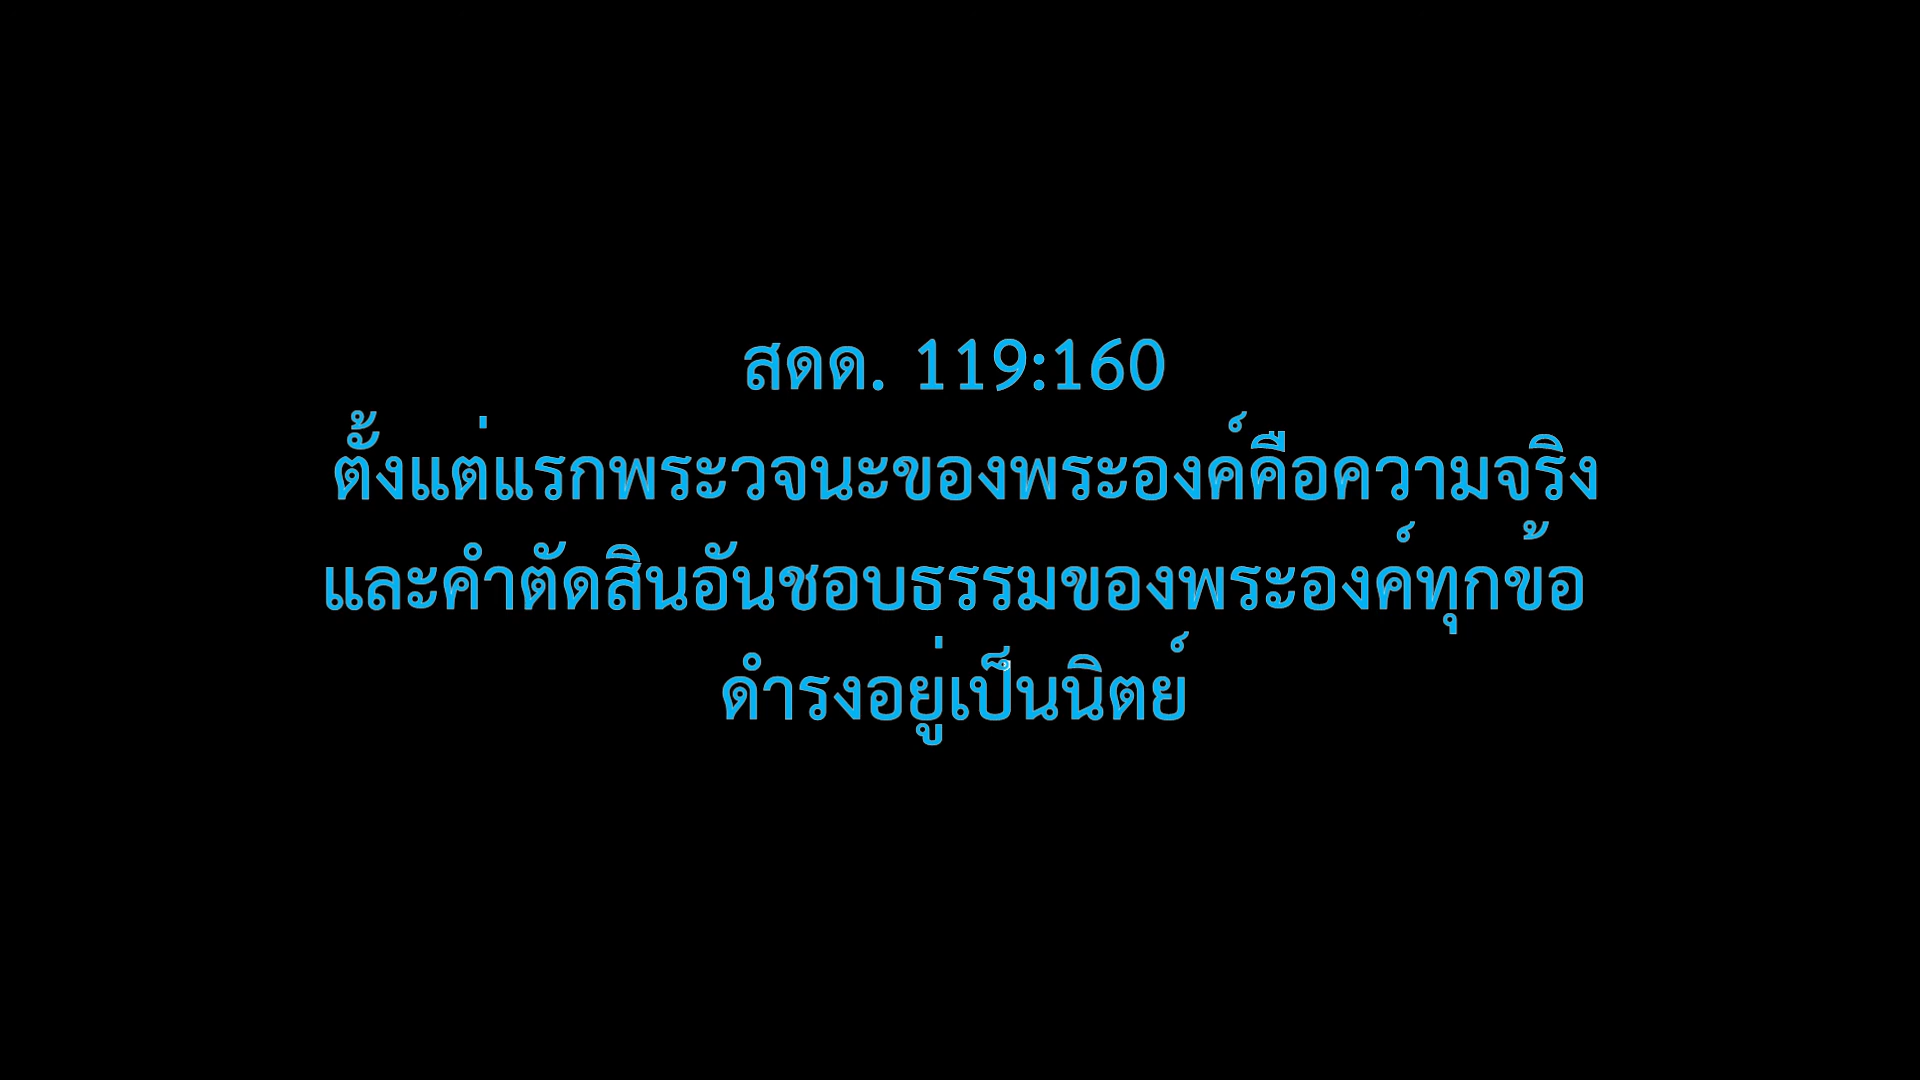 สดด. 119:160
ตั้งแต่แรกพระวจนะของพระองค์คือความจริง
และคำตัดสินอันชอบธรรมของพระองค์ทุกข้อ
ดำรงอยู่เป็นนิตย์